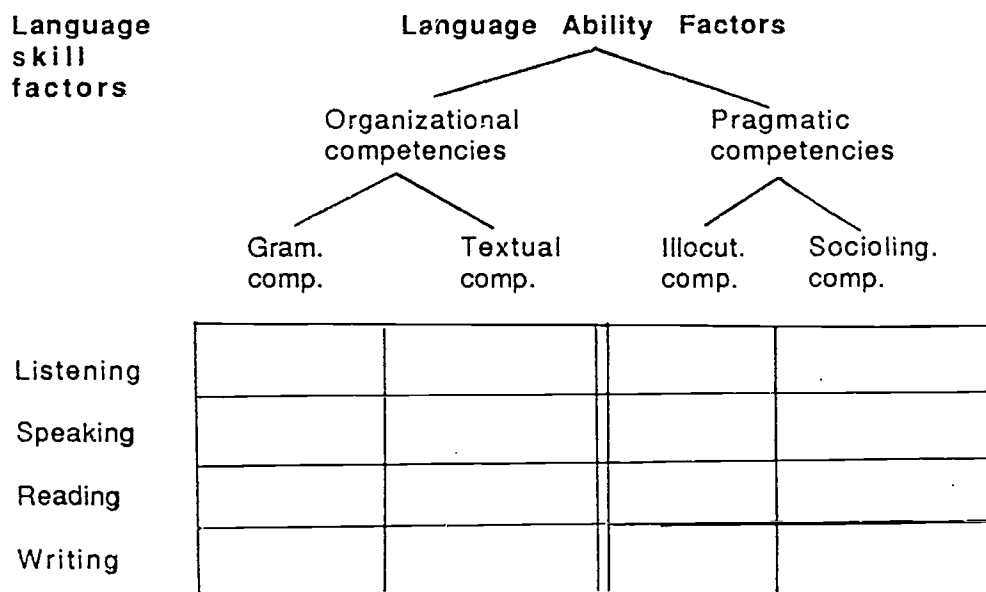 Language
skill
factors
Language Ability Factors
Organizational
competencies
Pragmatic
competencies
Gram.
comp.
Textual
comp.
Illocut.
comp.
Socioling.
comp.
Listening
Speaking
Reading
Writing